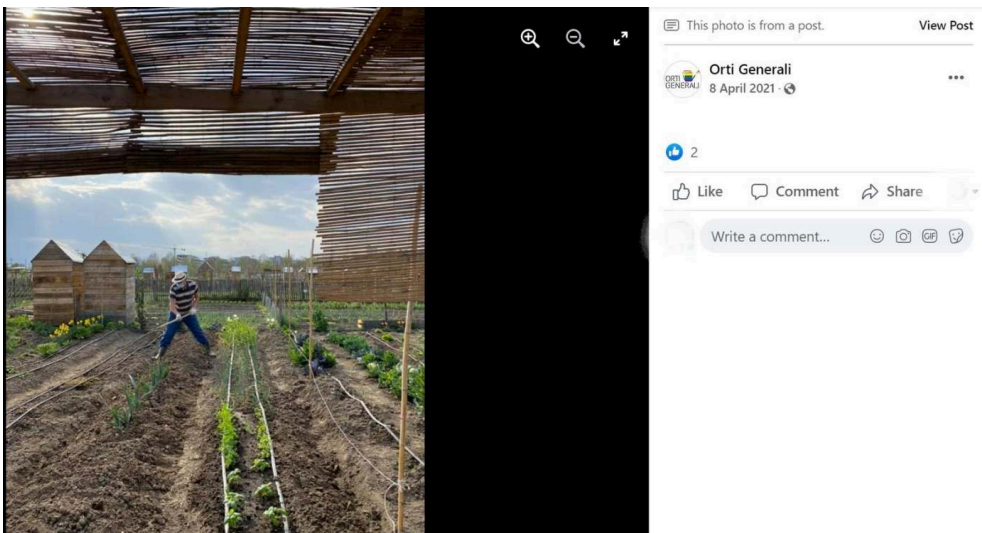 This photo is from a post.
View Post
ORTI
GENERALI
Orti Generali
8 April 2021 ·
2
Like
Comment
Share
Write a comment...
GIF